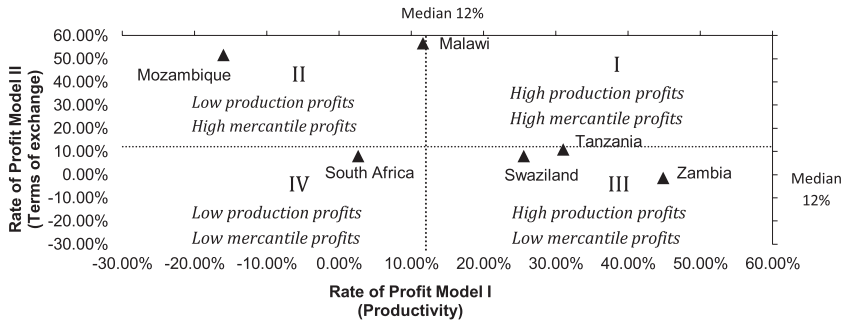 Median 12%
60.00%
50.00%
40.00%
30.00%
20.00%
10.00%
0.00%
-10.00%
-20.00%
-30.00%
Rate of Profit Model II
(Terms of exchange)
Malawi
Mozambique
II
Low production profits
High mercantile profits
I
High production profits
High mercantile profits
Tanzania
South Africa
Swaziland
Zambia
IV
Low production profits
Low mercantile profits
III
High production profits
Low mercantile profits
Median
12%
-30.00% -20.00% -10.00% 0.00% 10.00% 20.00% 30.00% 40.00% 50.00% 60.00%
Rate of Profit Model I
(Productivity)